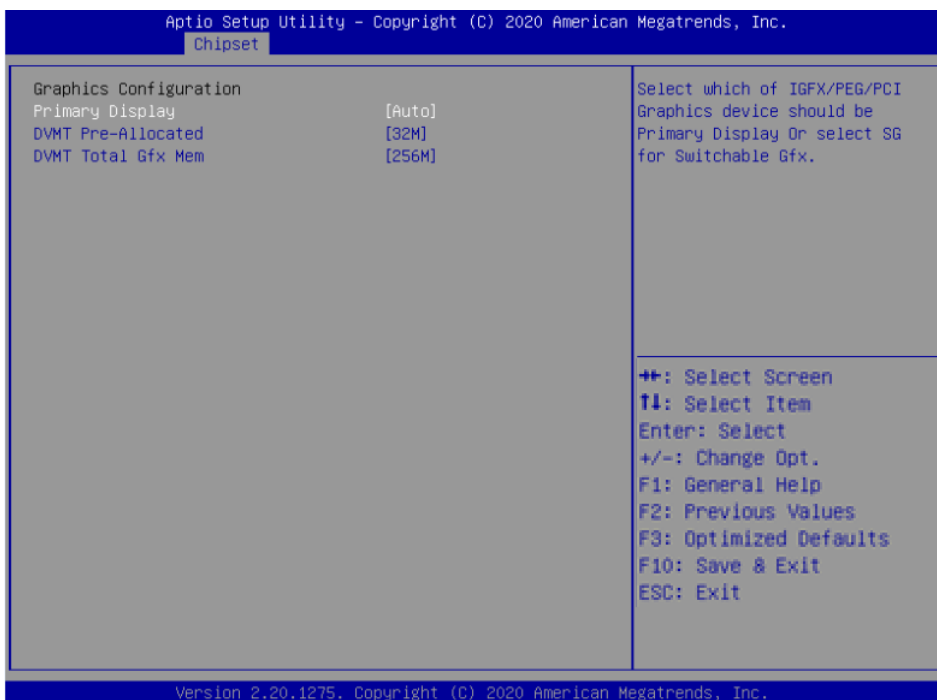 Aptio Setup Utility – Copyright (C) 2020 American Megatrends, Inc.
Chipset
Graphics Configuration
Primary Display [Auto]
DVMT Pre-Allocated [32M]
DVMT Total Gfx Mem [256M]
Select which of IGFX/PEG/PCI
Graphics device should be
Primary Display Or select SG
for Switchable Gfx.
→←: Select Screen
↑↓: Select Item
Enter: Select
+/-: Change Opt.
F1: General Help
F2: Previous Values
F3: Optimized Defaults
F10: Save & Exit
ESC: Exit
Version 2.20.1275. Copyright (C) 2020 American Megatrends, Inc.